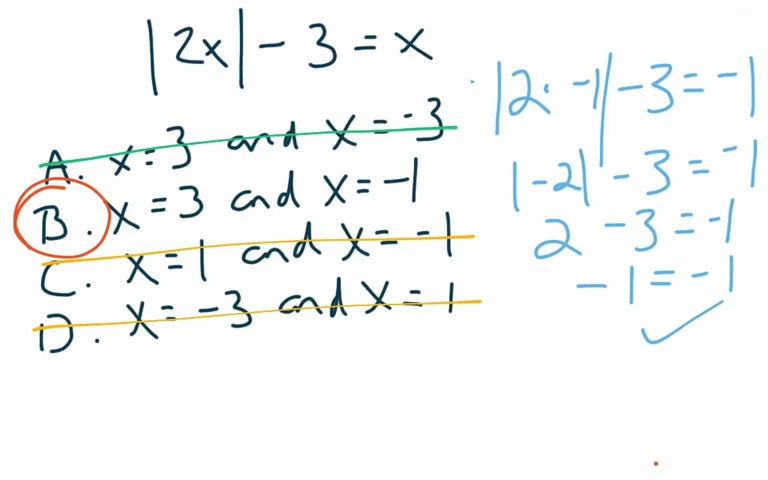 |2x| - 3 = x
A. x = 3 and x = -3
B. x = 3 and x = -1
C. x = 1 and x = -1
D. x = -3 and x = 1
|2· -1| - 3 = -1
|-2| - 3 = -1
2 - 3 = -1
-1 = -1